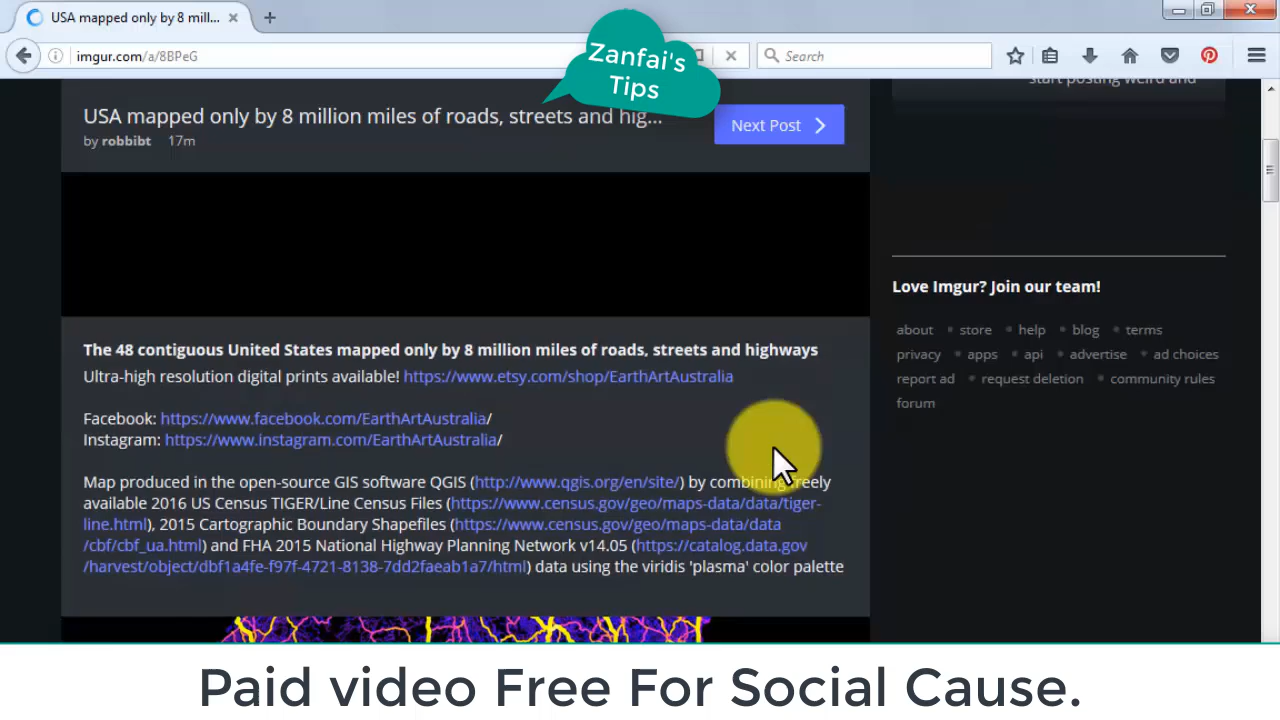 USA mapped only by 8 mill...
imgur.com/a/8BPeG
Search
Zanfai's
Tips
start posting weird and
USA mapped only by 8 million miles of roads, streets and hig...
by robbibt 17m
Next Post
The 48 contiguous United States mapped only by 8 million miles of roads, streets and highways
Ultra-high resolution digital prints available! https://www.etsy.com/shop/EarthArtAustralia
Facebook: https://www.facebook.com/EarthArtAustralia/
Instagram: https://www.instagram.com/EarthArtAustralia/
Map produced in the open-source GIS software QGIS (http://www.qgis.org/en/site/) by combining freely
available 2016 US Census TIGER/Line Census Files (https://www.census.gov/geo/maps-data/data/tiger-
line.html), 2015 Cartographic Boundary Shapefiles (https://www.census.gov/geo/maps-data/data
/cbf/cbf_ua.html) and FHA 2015 National Highway Planning Network v14.05 (https://catalog.data.gov
/harvest/object/dbf1a4fe-f97f-4721-8138-7dd2faeab1a7/html) data using the viridis 'plasma' color palette
Love Imgur? Join our team!
about store help blog terms
privacy apps api advertise ad choices
report ad request deletion community rules
forum
Paid video Free For Social Cause.